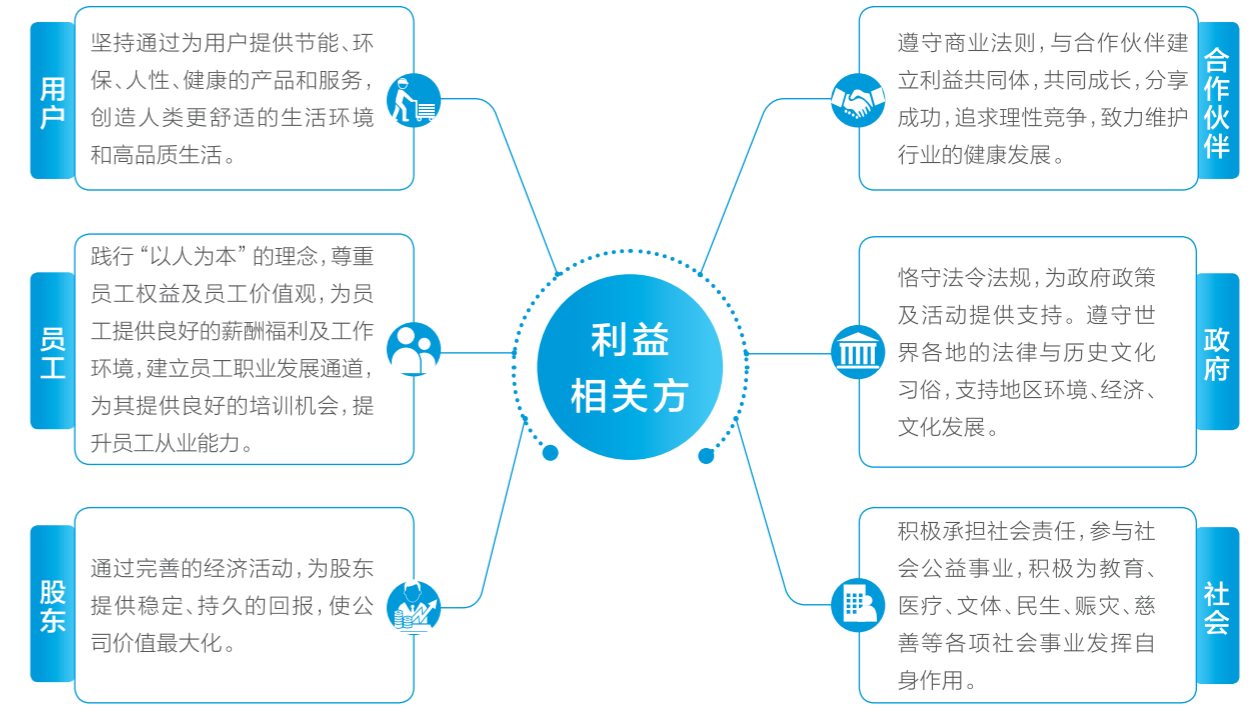 用户
坚持通过为用户提供节能、环
保、人性、健康的产品和服务，
创造人类更舒适的生活环境
和高品质生活。
员工
践行“以人为本”的理念，尊重
员工权益及员工价值观，为员
工提供良好的薪酬福利及工作
环境，建立员工职业发展通道，
为其提供良好的培训机会，提
升员工从业能力。
股东
通过完善的经济活动，为股东
提供稳定、持久的回报，使公
司价值最大化。
利益
相关方
遵守商业法则，与合作伙伴建
立利益共同体，共同成长，分享
成功，追求理性竞争，致力维护
行业的健康发展。
合作伙伴
恪守法令法规，为政府政策
及活动提供支持。遵守世
界各地的法律与历史文化
习俗，支持地区环境、经济、
文化发展。
政府
积极承担社会责任，参与社
会公益事业，积极为教育、
医疗、文体、民生、赈灾、慈
善等各项社会事业发挥自
身作用。
社会